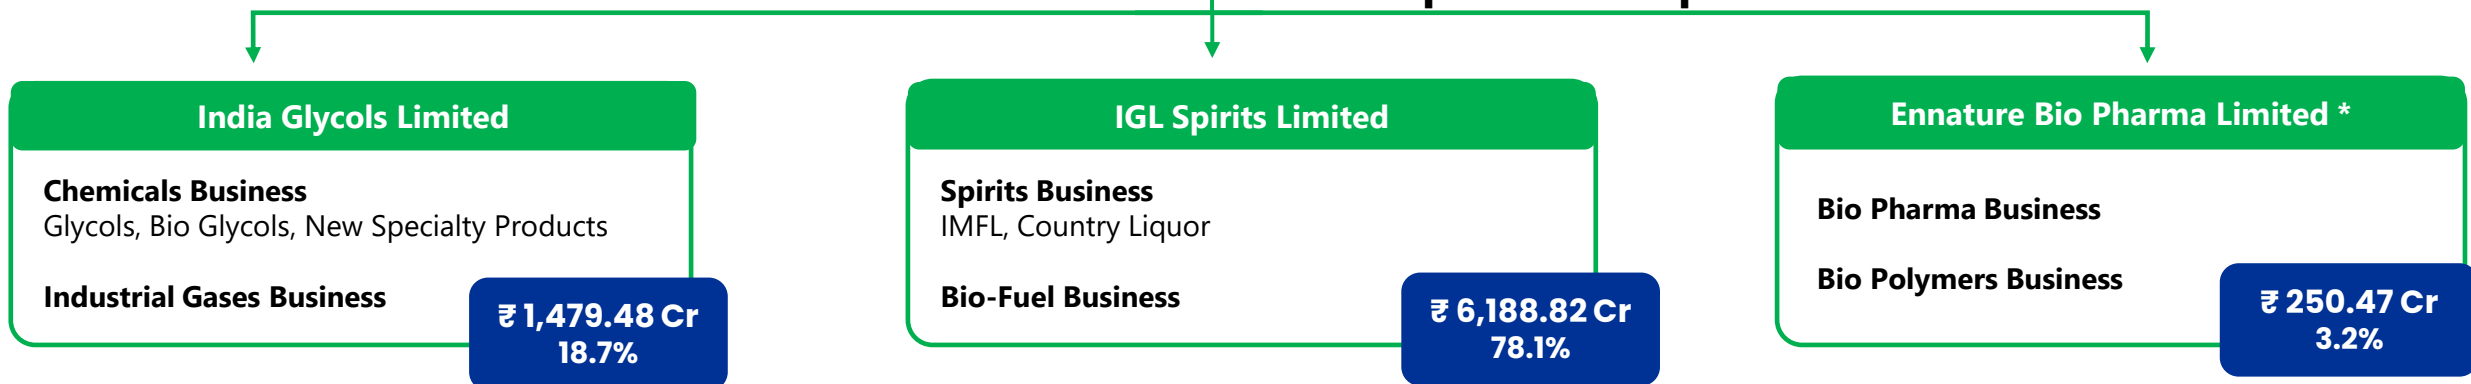 India Glycols Limited
Chemicals Business
Glycols, Bio Glycols, New Specialty Products
Industrial Gases Business
₹ 1,479.48 Cr
18.7%
IGL Spirits Limited
Spirits Business
IMFL, Country Liquor
Bio-Fuel Business
₹ 6,188.82 Cr
78.1%
Ennature Bio Pharma Limited *
Bio Pharma Business
Bio Polymers Business
₹ 250.47 Cr
3.2%